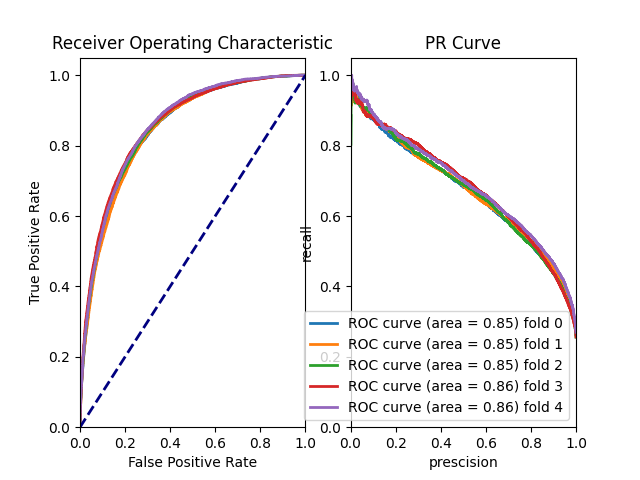 Receiver Operating Characteristic
1.0
0.8
0.6
0.4
0.2
0.0
True Positive Rate
0.0 0.2 0.4 0.6 0.8 1.0
False Positive Rate
PR Curve
1.0
0.8
0.6
0.4
0.2
0.0
recall
ROC curve (area = 0.85) fold 0
ROC curve (area = 0.85) fold 1
ROC curve (area = 0.85) fold 2
ROC curve (area = 0.86) fold 3
ROC curve (area = 0.86) fold 4
0.0 0.2 0.4 0.6 0.8 1.0
prescision